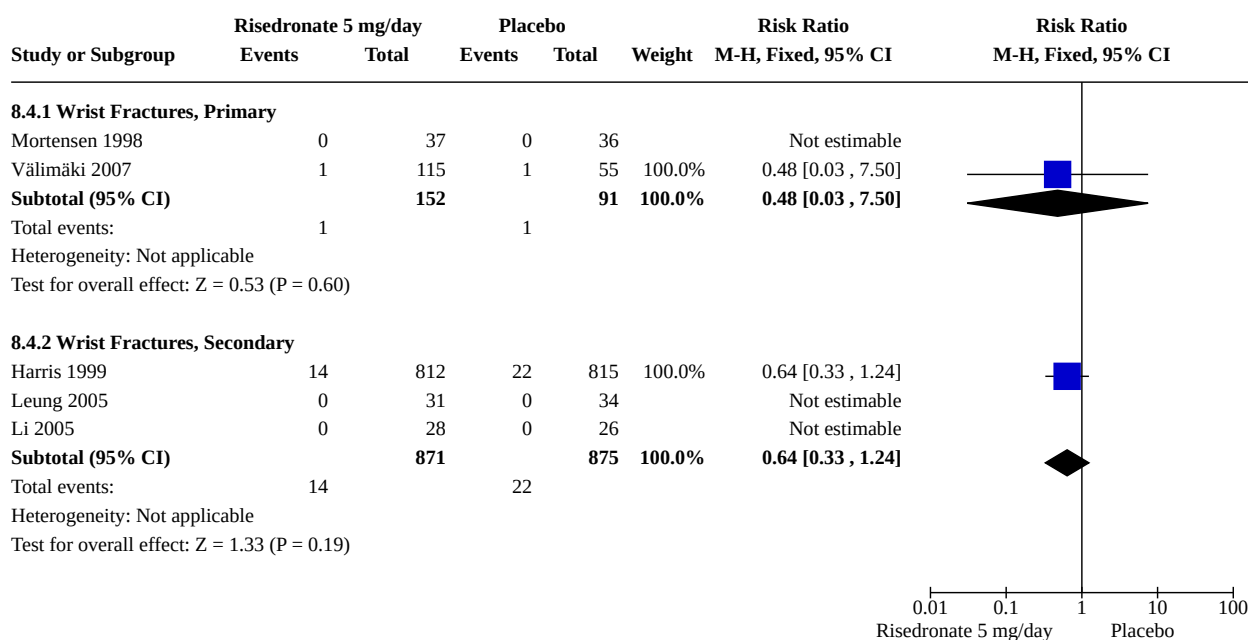 Risedronate 5 mg/day Placebo Risk Ratio Risk Ratio
Study or Subgroup Events Total Events Total Weight M-H, Fixed, 95% CI M-H, Fixed, 95% CI
8.4.1 Wrist Fractures, Primary
Mortensen 1998 0 37 0 36 Not estimable
Välimäki 2007 1 115 1 55 100.0% 0.48 [0.03 , 7.50]
Subtotal (95% CI) 152 91 100.0% 0.48 [0.03 , 7.50]
Total events: 1 1
Heterogeneity: Not applicable
Test for overall effect: Z = 0.53 (P = 0.60)
8.4.2 Wrist Fractures, Secondary
Harris 1999 14 812 22 815 100.0% 0.64 [0.33 , 1.24]
Leung 2005 0 31 0 34 Not estimable
Li 2005 0 28 0 26 Not estimable
Subtotal (95% CI) 871 875 100.0% 0.64 [0.33 , 1.24]
Total events: 14 22
Heterogeneity: Not applicable
Test for overall effect: Z = 1.33 (P = 0.19)
0.01 0.1 1 10 100
Risedronate 5 mg/day Placebo